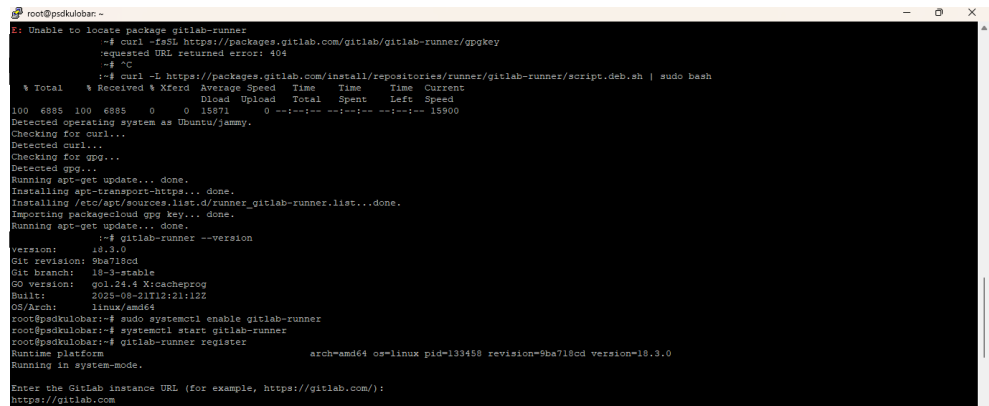 root@psdkulobar: ~
E: Unable to locate package gitlab-runner
:~# curl -fsSL https://packages.gitlab.com/gitlab/gitlab-runner/gpgkey
requested URL returned error: 404
:~# ^C
:~# curl -L https://packages.gitlab.com/install/repositories/runner/gitlab-runner/script.deb.sh | sudo bash
% Total % Received % Xferd Average Speed Time Time Time Current
Dload Upload Total Spent Left Speed
100 6885 100 6885 0 0 15871 0 --:--:-- --:--:-- --:--:-- 15900
Detected operating system as Ubuntu/jammy.
Checking for curl...
Detected curl...
Checking for gpg...
Detected gpg...
Running apt-get update... done.
Installing apt-transport-https... done.
Installing /etc/apt/sources.list.d/runner_gitlab-runner.list...done.
Importing packagecloud gpg key... done.
Running apt-get update... done.
:~# gitlab-runner --version
Version: 18.3.0
Git revision: 9ba718cd
Git branch: 18-3-stable
GO version: go1.24.4 X:cacheprog
Built: 2025-08-21T12:21:12Z
OS/Arch: linux/amd64
root@psdkulobar:~# sudo systemctl enable gitlab-runner
root@psdkulobar:~# systemctl start gitlab-runner
root@psdkulobar:~# gitlab-runner register
Runtime platform arch=amd64 os=linux pid=133458 revision=9ba718cd version=18.3.0
Running in system-mode.
Enter the GitLab instance URL (for example, https://gitlab.com/):
https://gitlab.com